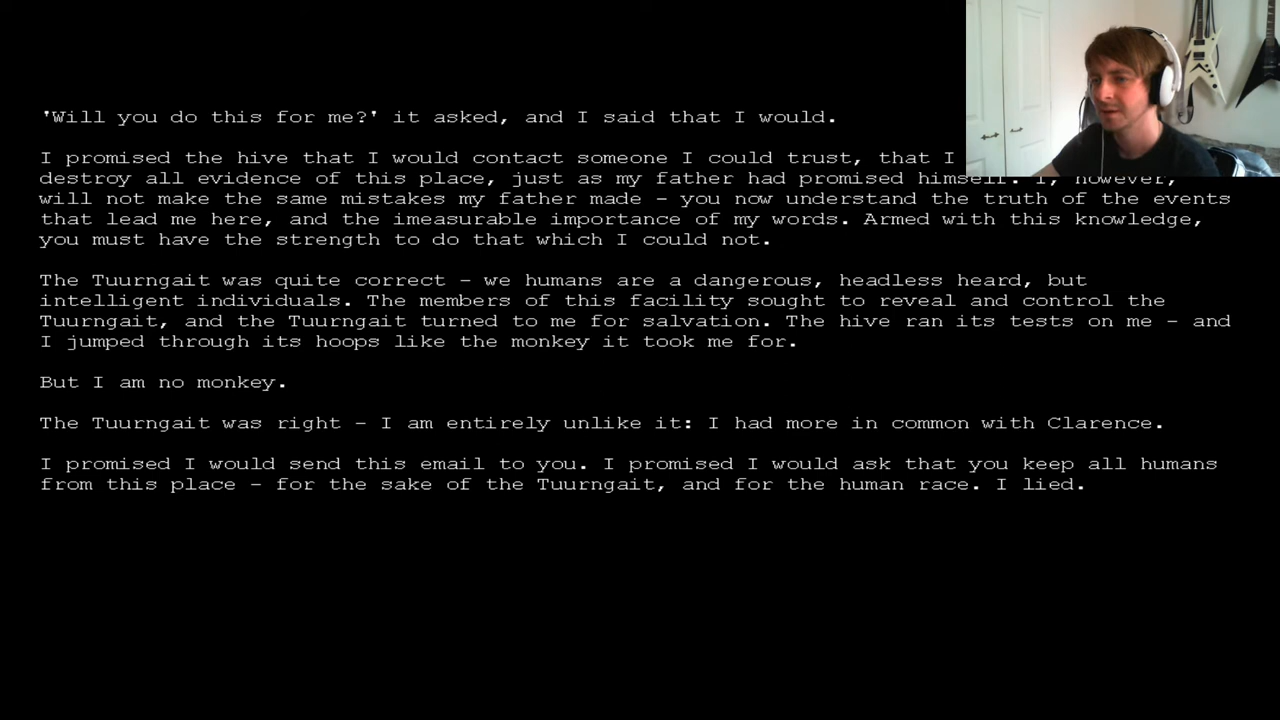 'Will you do this for me?' it asked, and I said that I would.
I promised the hive that I would contact someone I could trust, that I
destroy all evidence of this place, just as my father had promised himself. I, however,
will not make the same mistakes my father made - you now understand the truth of the events
that lead me here, and the imeasurable importance of my words. Armed with this knowledge,
you must have the strength to do that which I could not.
The Tuurngait was quite correct - we humans are a dangerous, headless heard, but
intelligent individuals. The members of this facility sought to reveal and control the
Tuurngait, and the Tuurngait turned to me for salvation. The hive ran its tests on me - and
I jumped through its hoops like the monkey it took me for.
But I am no monkey.
The Tuurngait was right - I am entirely unlike it: I had more in common with Clarence.
I promised I would send this email to you. I promised I would ask that you keep all humans
from this place - for the sake of the Tuurngait, and for the human race. I lied.